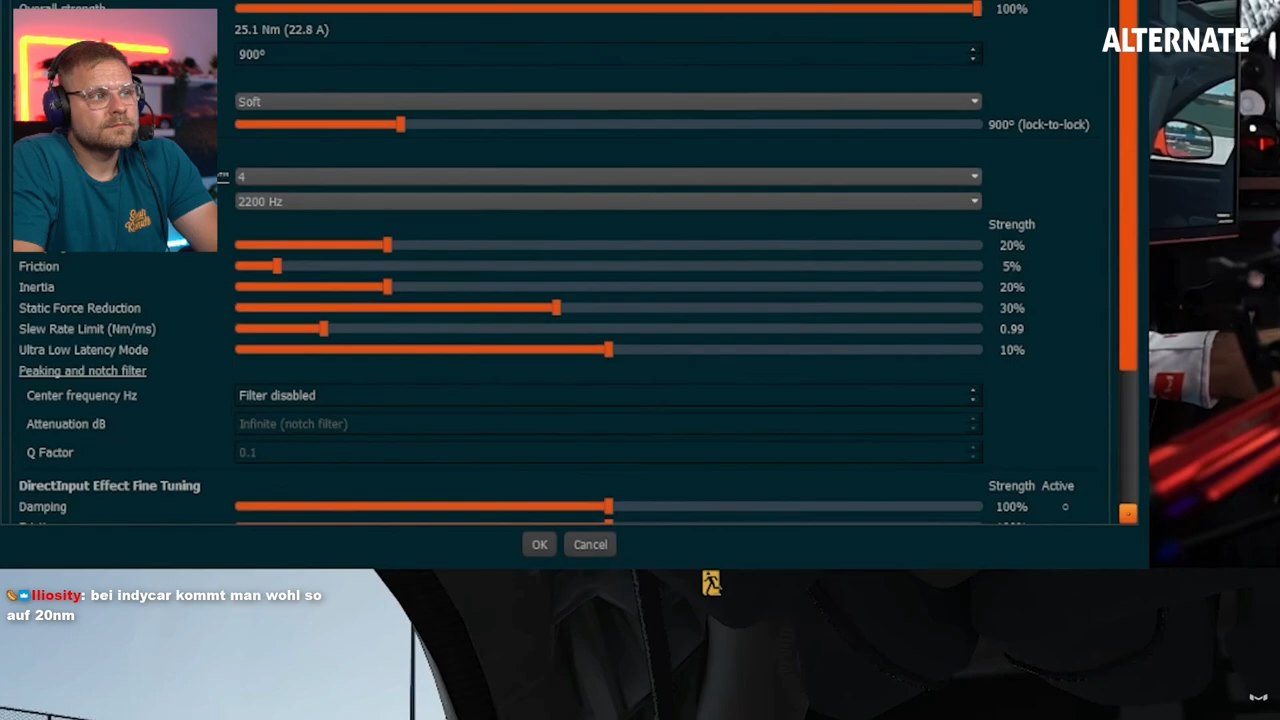 Overall strength
100%
25.1 Nm (22.8 A)
900°
ALTERNATE
Soft
900° (lock-to-lock)
4
2200 Hz
Strength
20%
Friction
5%
Inertia
20%
Static Force Reduction
30%
Slew Rate Limit (Nm/ms)
0.99
Ultra Low Latency Mode
10%
Peaking and notch filter
Center frequency Hz
Filter disabled
Attenuation dB
Infinite (notch filter)
Q Factor
0.1
DirectInput Effect Fine Tuning
Strength Active
Damping
100%
OK
Cancel
Iliosity: bei indycar kommt man wohl so
auf 20nm